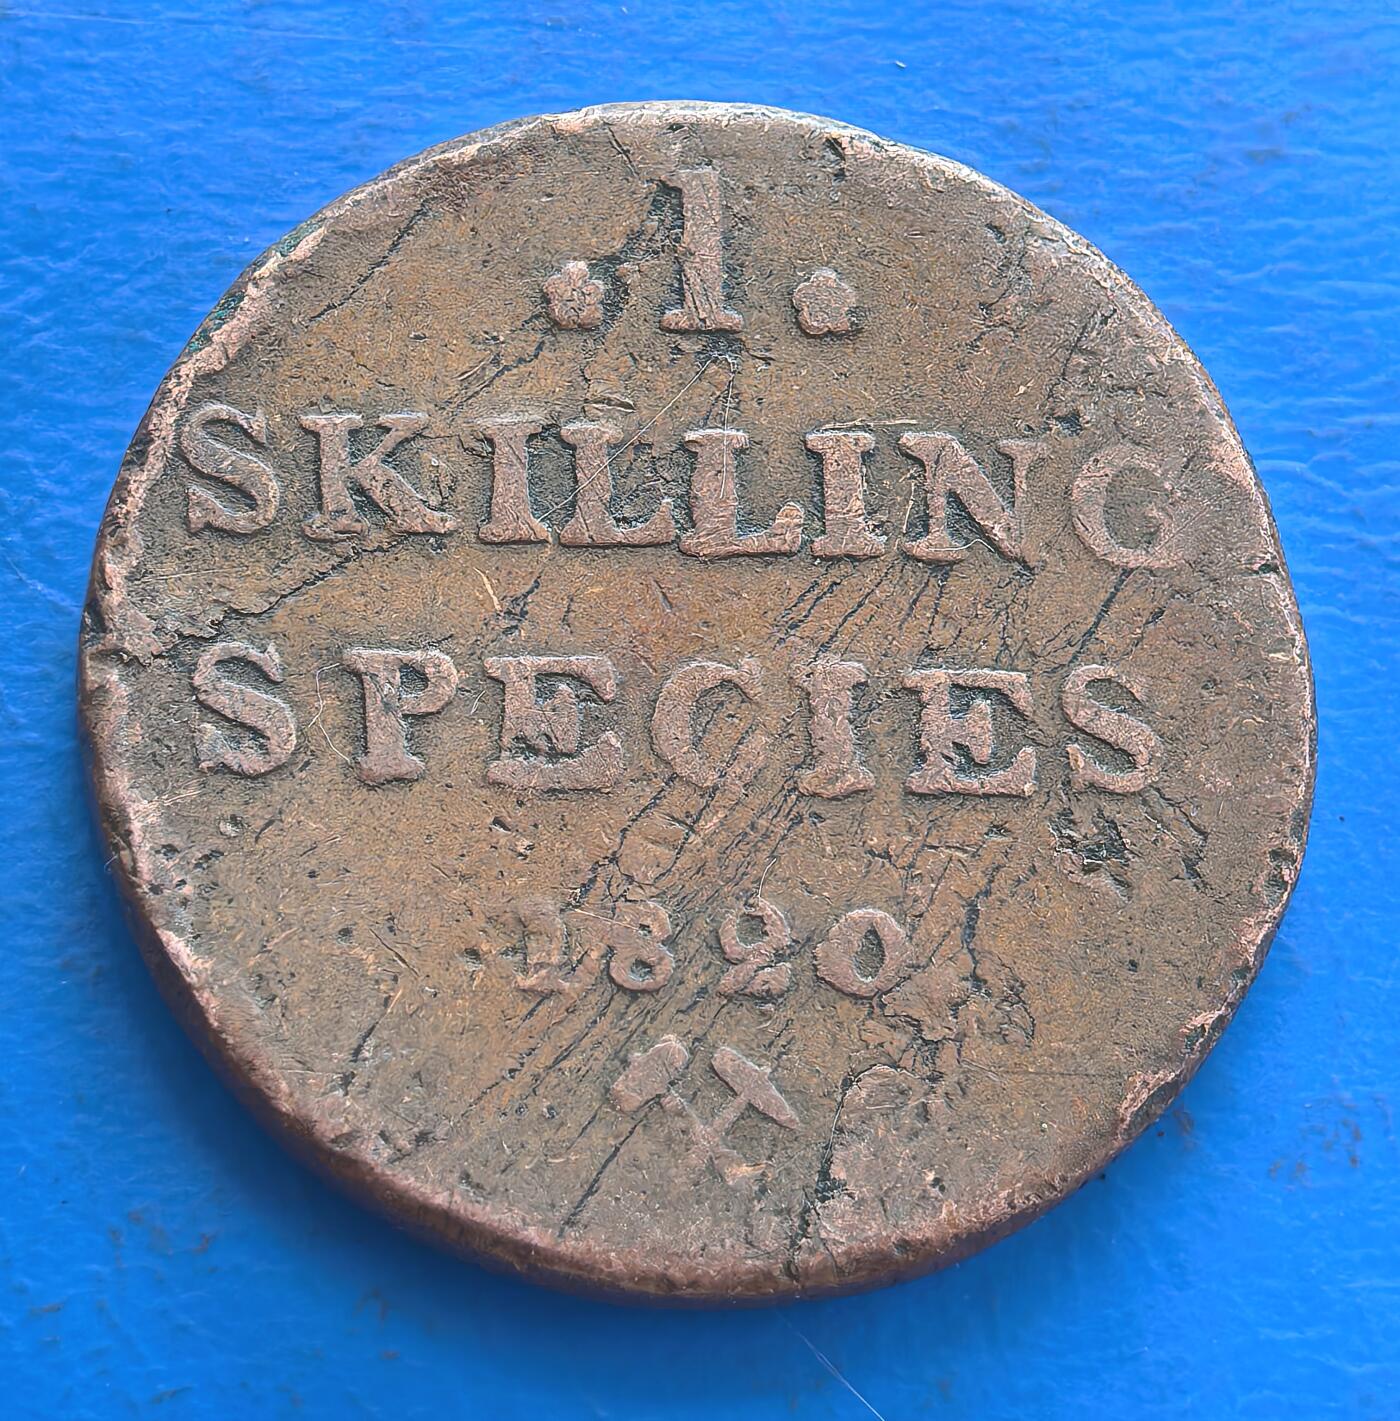 .1.
SKILLING
SPECIES
1820